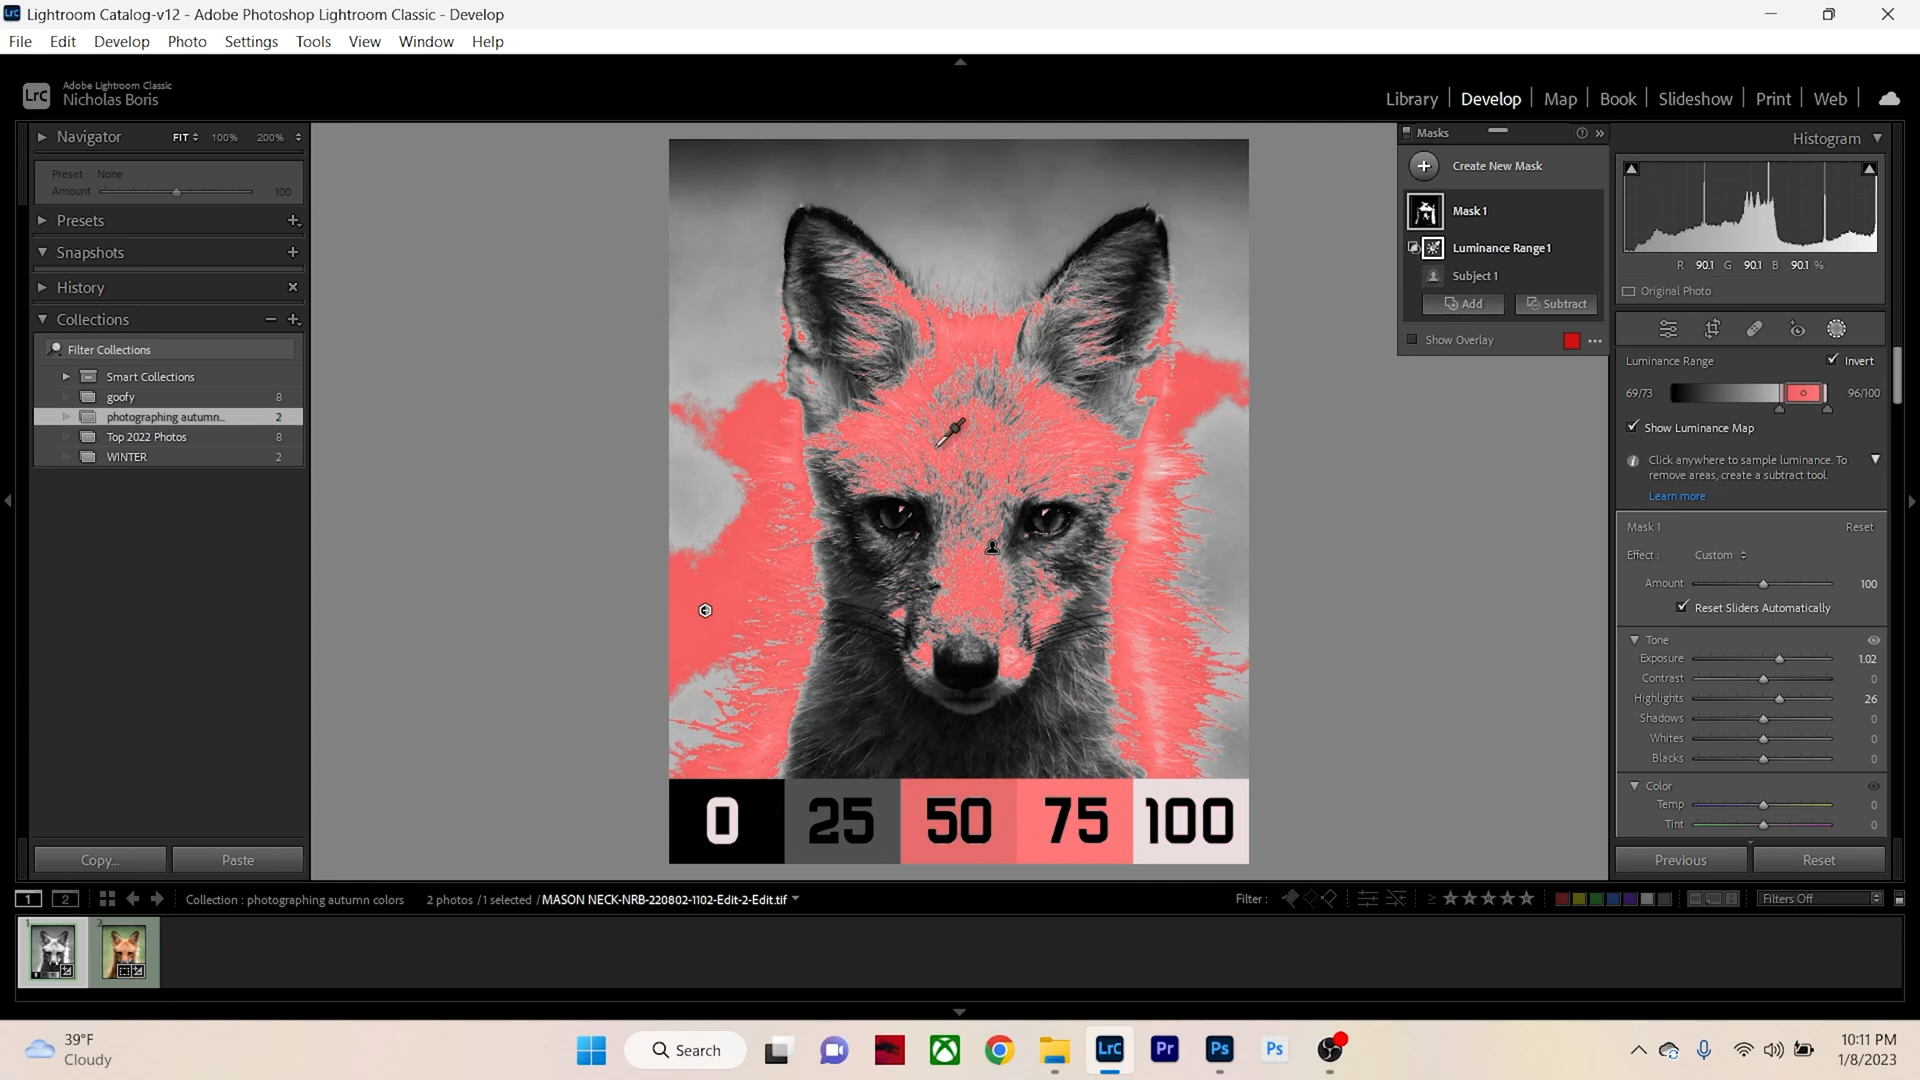 Lightroom Catalog-v12 - Adobe Photoshop Lightroom Classic - Develop
File Edit Develop Photo Settings Tools View Window Help
LrC Adobe Lightroom Classic
Nicholas Boris
Library | Develop | Map | Book | Slideshow | Print | Web
Navigator FIT 100% 200%
Preset : None
Amount 100
Presets
Snapshots
History
Collections
Filter Collections
Smart Collections
goofy 8
photographing autumn... 2
Top 2022 Photos 8
WINTER 2
Copy... Paste
0 25 50 75 100
Masks
Create New Mask
Mask 1
Luminance Range 1
Subject 1
Add Subtract
Show Overlay
Histogram
R 90.1 G 90.1 B 90.1 %
Original Photo
Luminance Range Invert
69/73 96/100
Show Luminance Map
Click anywhere to sample luminance. To
remove areas, create a subtract tool.
Learn more
Mask 1 Reset
Effect : Custom
Amount 100
Reset Sliders Automatically
Tone
Exposure 1.02
Contrast 0
Highlights 26
Shadows 0
Whites 0
Blacks 0
Color
Temp 0
Tint 0
Previous Reset
1 2 Collection : photographing autumn colors 2 photos / 1 selected / MASON NECK-NRB-220802-1102-Edit-2-Edit.tif Filter : Filters Off
1 2
39°F
Cloudy
Search
LrC Pr Ps Ps
10:11 PM
1/8/2023